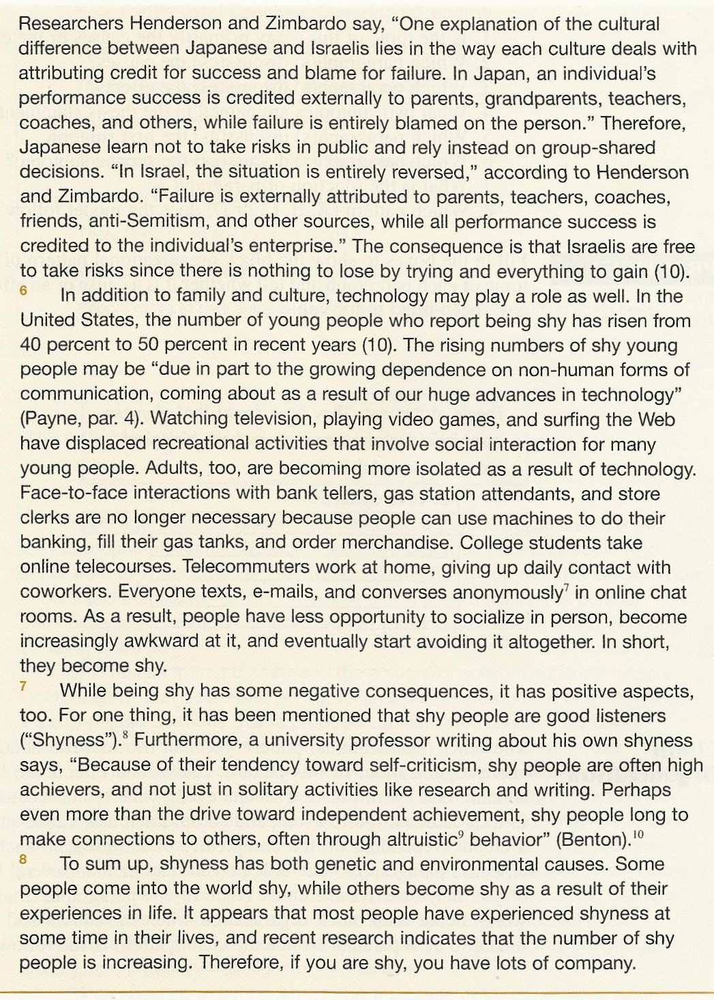 Researchers Henderson and Zimbardo say, “One explanation of the cultural
difference between Japanese and Israelis lies in the way each culture deals with
attributing credit for success and blame for failure. In Japan, an individual’s
performance success is credited externally to parents, grandparents, teachers,
coaches, and others, while failure is entirely blamed on the person.” Therefore,
Japanese learn not to take risks in public and rely instead on group-shared
decisions. “In Israel, the situation is entirely reversed,” according to Henderson
and Zimbardo. “Failure is externally attributed to parents, teachers, coaches,
friends, anti-Semitism, and other sources, while all performance success is
credited to the individual’s enterprise.” The consequence is that Israelis are free
to take risks since there is nothing to lose by trying and everything to gain (10).
6 In addition to family and culture, technology may play a role as well. In the
United States, the number of young people who report being shy has risen from
40 percent to 50 percent in recent years (10). The rising numbers of shy young
people may be “due in part to the growing dependence on non-human forms of
communication, coming about as a result of our huge advances in technology”
(Payne, par. 4). Watching television, playing video games, and surfing the Web
have displaced recreational activities that involve social interaction for many
young people. Adults, too, are becoming more isolated as a result of technology.
Face-to-face interactions with bank tellers, gas station attendants, and store
clerks are no longer necessary because people can use machines to do their
banking, fill their gas tanks, and order merchandise. College students take
online telecourses. Telecommuters work at home, giving up daily contact with
coworkers. Everyone texts, e-mails, and converses anonymously⁷ in online chat
rooms. As a result, people have less opportunity to socialize in person, become
increasingly awkward at it, and eventually start avoiding it altogether. In short,
they become shy.
7 While being shy has some negative consequences, it has positive aspects,
too. For one thing, it has been mentioned that shy people are good listeners
(“Shyness”).⁸ Furthermore, a university professor writing about his own shyness
says, “Because of their tendency toward self-criticism, shy people are often high
achievers, and not just in solitary activities like research and writing. Perhaps
even more than the drive toward independent achievement, shy people long to
make connections to others, often through altruistic⁹ behavior” (Benton).¹⁰
8 To sum up, shyness has both genetic and environmental causes. Some
people come into the world shy, while others become shy as a result of their
experiences in life. It appears that most people have experienced shyness at
some time in their lives, and recent research indicates that the number of shy
people is increasing. Therefore, if you are shy, you have lots of company.